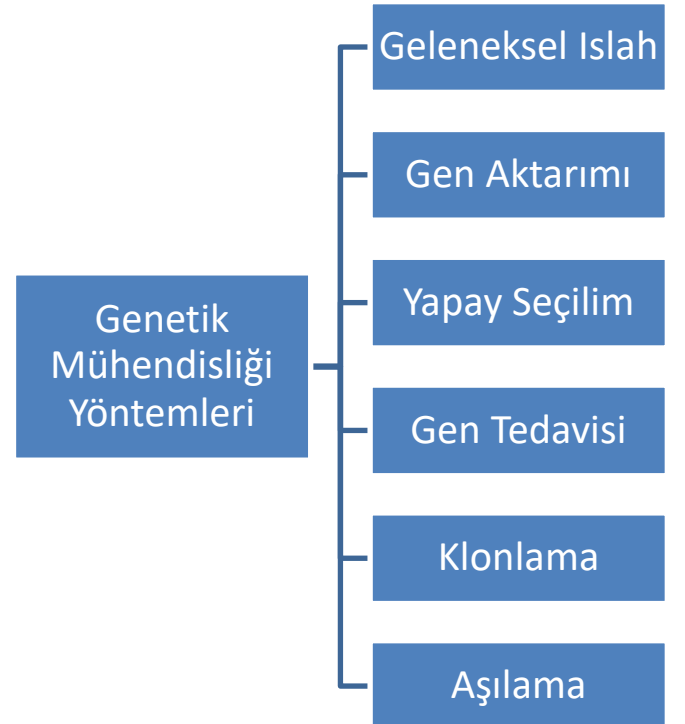 Genetik
Mühendisliği
Yöntemleri
Geleneksel Islah
Gen Aktarımı
Yapay Seçilim
Gen Tedavisi
Klonlama
Aşılama